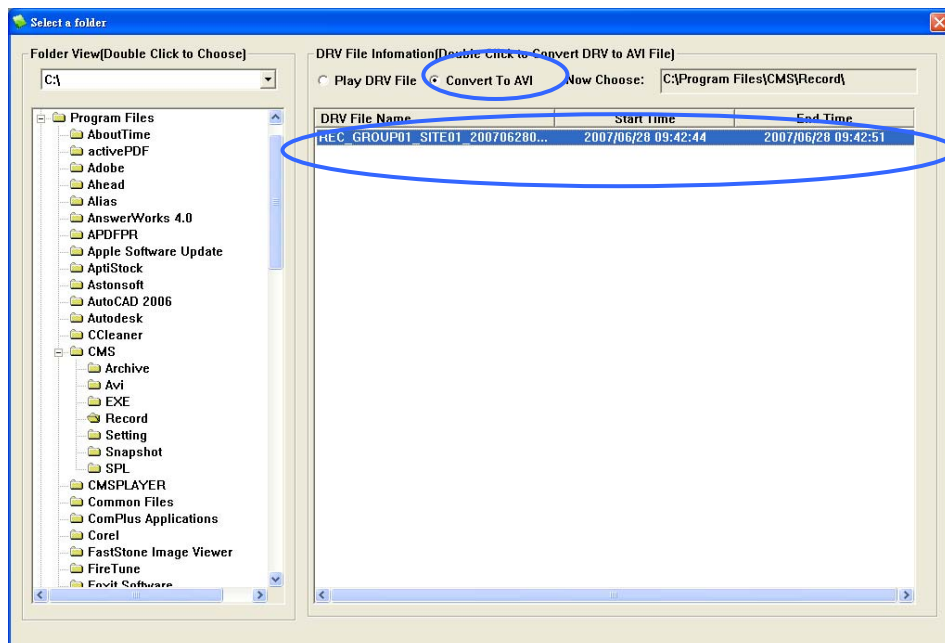 Select a folder
Folder View(Double Click to Choose)
C:\
Program Files
AboutTime
activePDF
Adobe
Ahead
Alias
AnswerWorks 4.0
APDFPR
Apple Software Update
AptiStock
Astonsoft
AutoCAD 2006
Autodesk
CCleaner
CMS
Archive
Avi
EXE
Record
Setting
Snapshot
SPL
CMSPLAYER
Common Files
ComPlus Applications
Corel
FastStone Image Viewer
FireTune
Foxit Software
DRV File Infomation(Double Click to Convert DRV to AVI File)
Play DRV File Convert To AVI Now Choose: C:\Program Files\CMS\Record\
DRV File Name Start Time End Time
REC_GROUP01_SITE01_200706280... 2007/06/28 09:42:44 2007/06/28 09:42:51